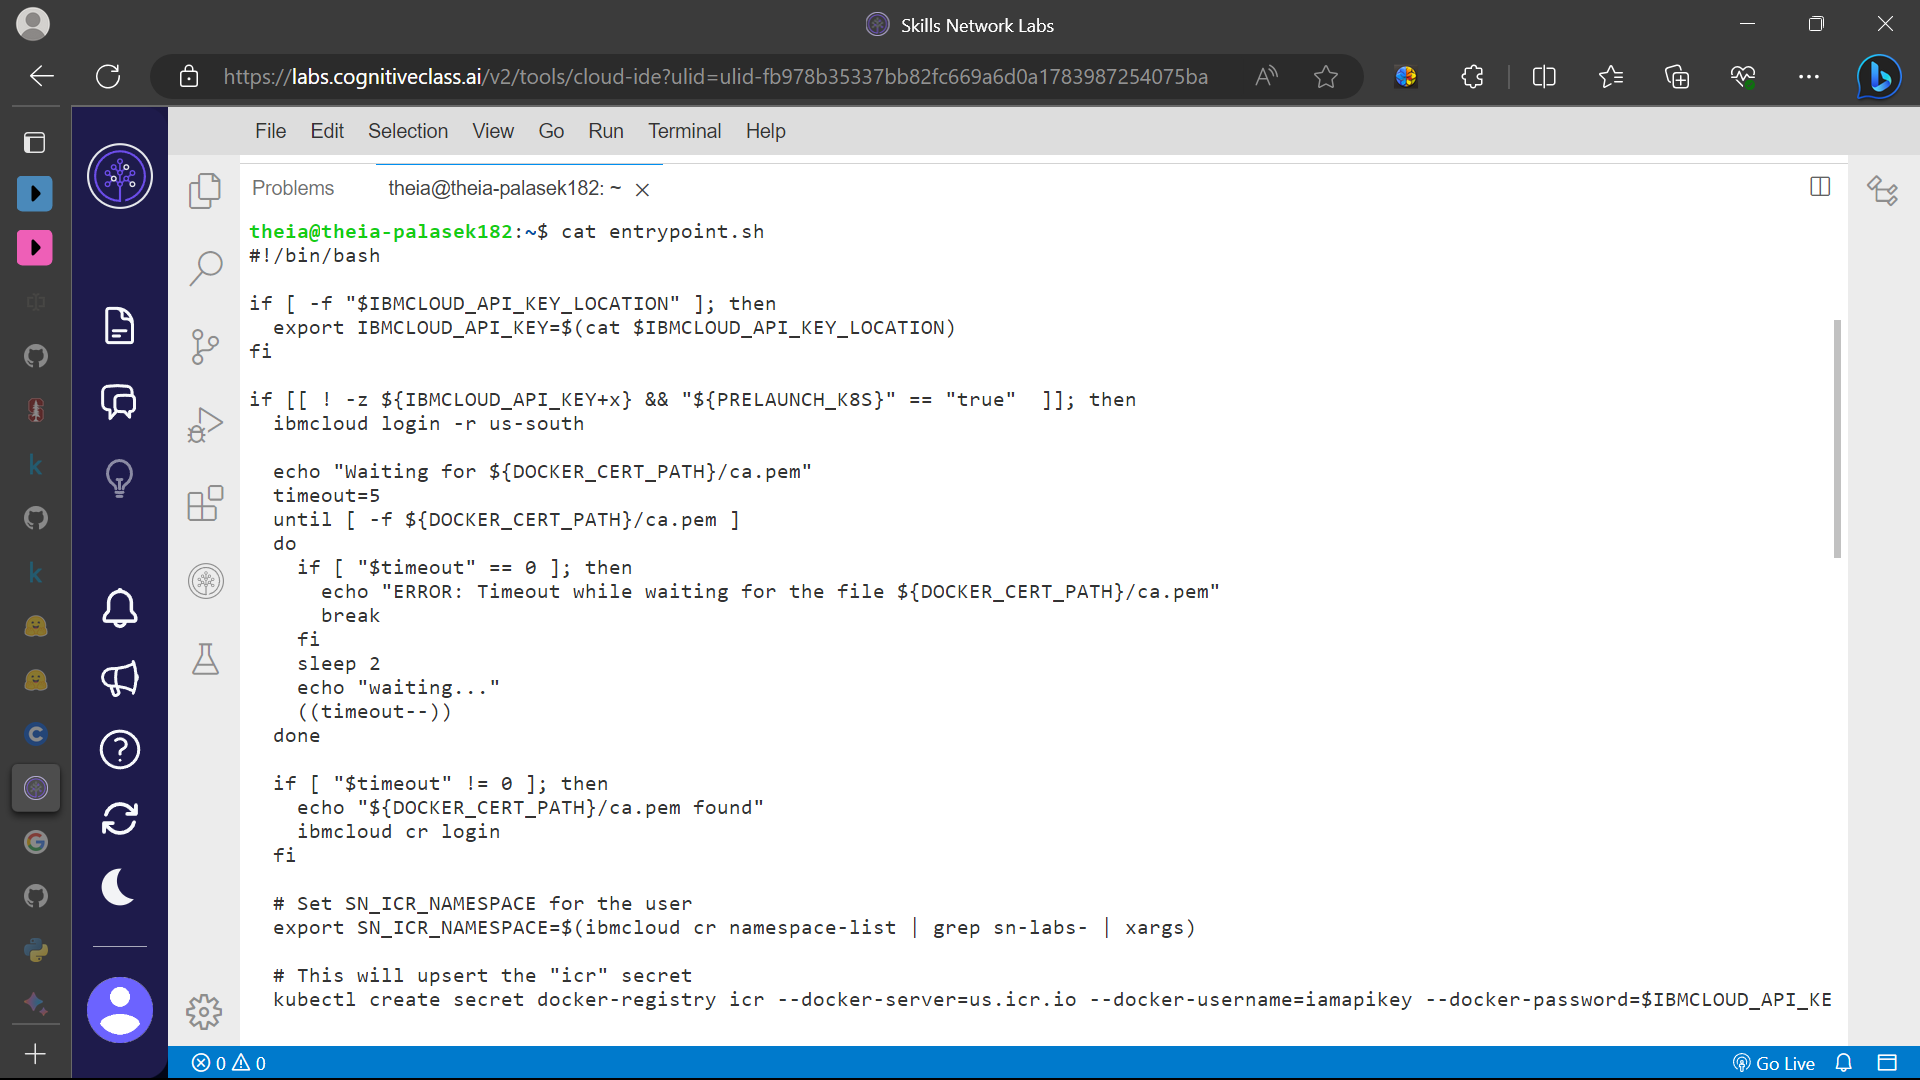 Skills Network Labs
https://labs.cognitiveclass.ai/v2/tools/cloud-ide?ulid=ulid-fb978b35337bb82fc669a6d0a1783987254075ba
File Edit Selection View Go Run Terminal Help
Problems theia@theia-palasek182: ~
theia@theia-palasek182:~$ cat entrypoint.sh
#!/bin/bash
if [ -f "$IBMCLOUD_API_KEY_LOCATION" ]; then
  export IBMCLOUD_API_KEY=$(cat $IBMCLOUD_API_KEY_LOCATION)
fi
if [[ ! -z ${IBMCLOUD_API_KEY+x} && "${PRELAUNCH_K8S}" == "true"  ]]; then
  ibmcloud login -r us-south
  echo "Waiting for ${DOCKER_CERT_PATH}/ca.pem"
  timeout=5
  until [ -f ${DOCKER_CERT_PATH}/ca.pem ]
  do
    if [ "$timeout" == 0 ]; then
      echo "ERROR: Timeout while waiting for the file ${DOCKER_CERT_PATH}/ca.pem"
      break
    fi
    sleep 2
    echo "waiting..."
    ((timeout--))
  done
  if [ "$timeout" != 0 ]; then
    echo "${DOCKER_CERT_PATH}/ca.pem found"
    ibmcloud cr login
  fi
  # Set SN_ICR_NAMESPACE for the user
  export SN_ICR_NAMESPACE=$(ibmcloud cr namespace-list | grep sn-labs- | xargs)
  # This will upsert the "icr" secret
  kubectl create secret docker-registry icr --docker-server=us.icr.io --docker-username=iamapikey --docker-password=$IBMCLOUD_API_KE
0 0 Go Live